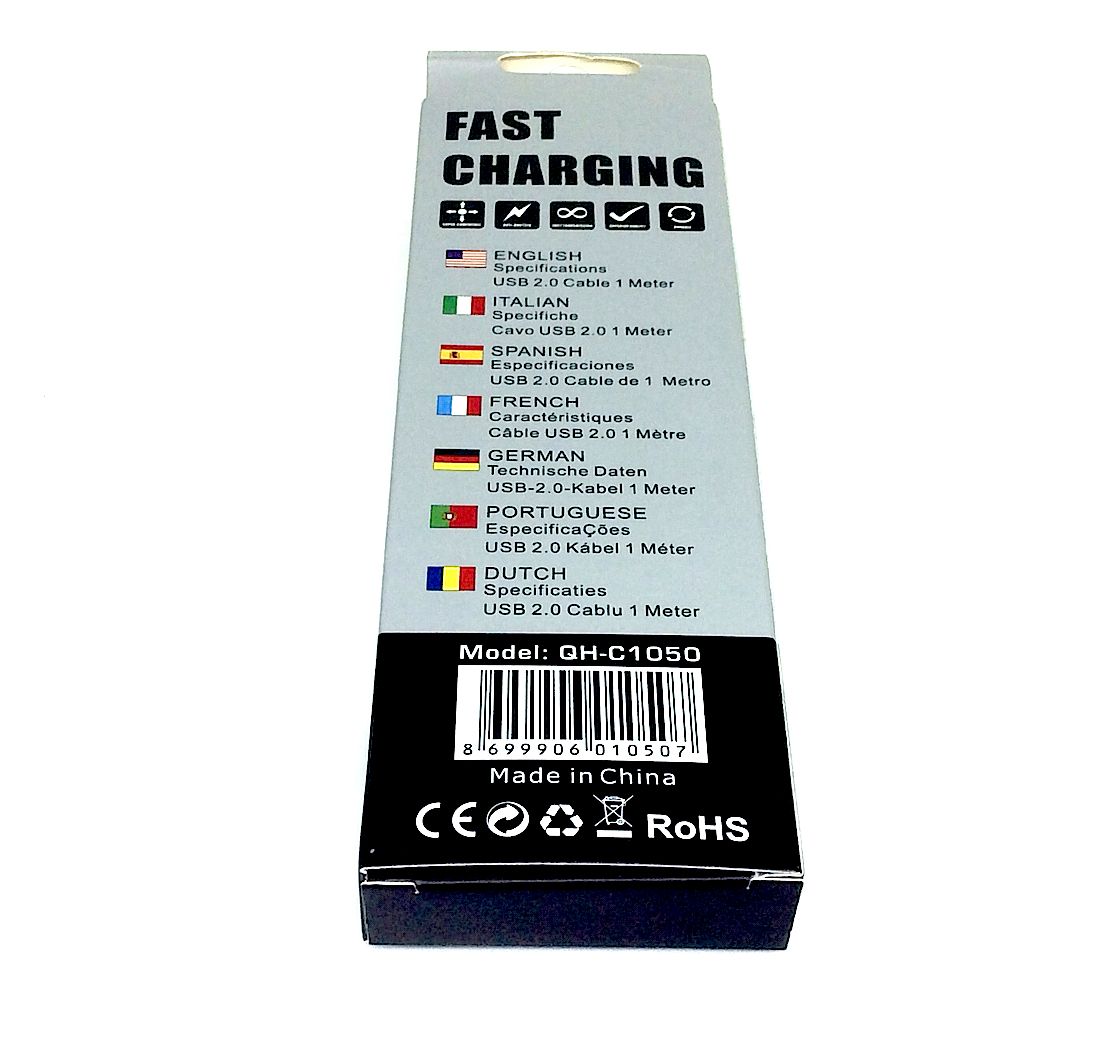 FAST
CHARGING
ENGLISH
Specifications
USB 2.0 Cable 1 Meter
ITALIAN
Specifiche
Cavo USB 2.0 1 Meter
SPANISH
Especificaciones
USB 2.0 Cable de 1 Metro
FRENCH
Caractéristiques
Câble USB 2.0 1 Mètre
GERMAN
Technische Daten
USB-2.0-Kabel 1 Meter
PORTUGUESE
EspecificaÇões
USB 2.0 Kábel 1 Méter
DUTCH
Specificaties
USB 2.0 Cablu 1 Meter
Model: QH-C1050
8 699906 010507
Made in China
CE RoHS